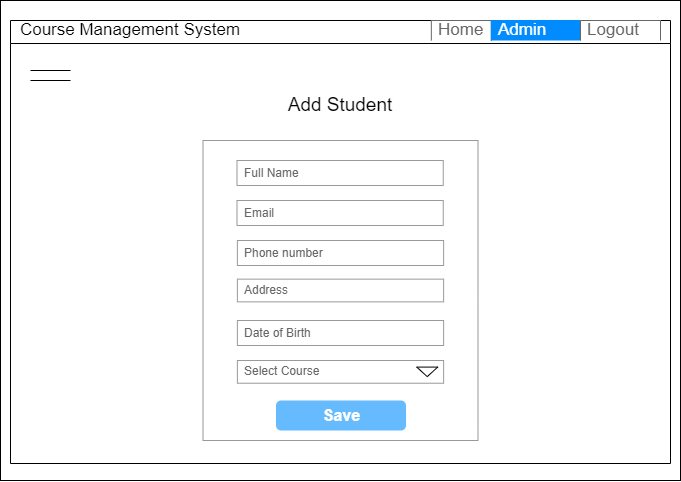 Course Management System
Home Admin Logout
Add Student
Full Name
Email
Phone number
Address
Date of Birth
Select Course
Save